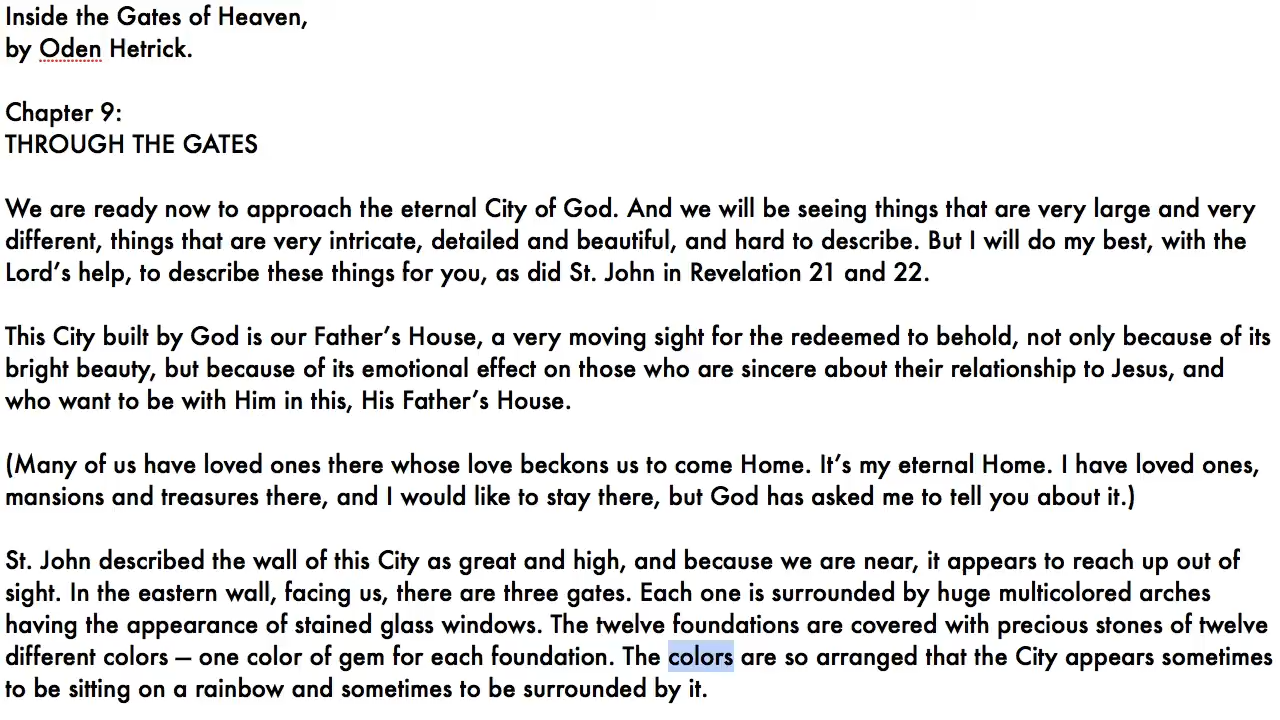 Inside the Gates of Heaven,
by Oden Hetrick.
Chapter 9:
THROUGH THE GATES
We are ready now to approach the eternal City of God. And we will be seeing things that are very large and very
different, things that are very intricate, detailed and beautiful, and hard to describe. But I will do my best, with the
Lord’s help, to describe these things for you, as did St. John in Revelation 21 and 22.
This City built by God is our Father’s House, a very moving sight for the redeemed to behold, not only because of its
bright beauty, but because of its emotional effect on those who are sincere about their relationship to Jesus, and
who want to be with Him in this, His Father’s House.
(Many of us have loved ones there whose love beckons us to come Home. It’s my eternal Home. I have loved ones,
mansions and treasures there, and I would like to stay there, but God has asked me to tell you about it.)
St. John described the wall of this City as great and high, and because we are near, it appears to reach up out of
sight. In the eastern wall, facing us, there are three gates. Each one is surrounded by huge multicolored arches
having the appearance of stained glass windows. The twelve foundations are covered with precious stones of twelve
different colors – one color of gem for each foundation. The colors are so arranged that the City appears sometimes
to be sitting on a rainbow and sometimes to be surrounded by it.